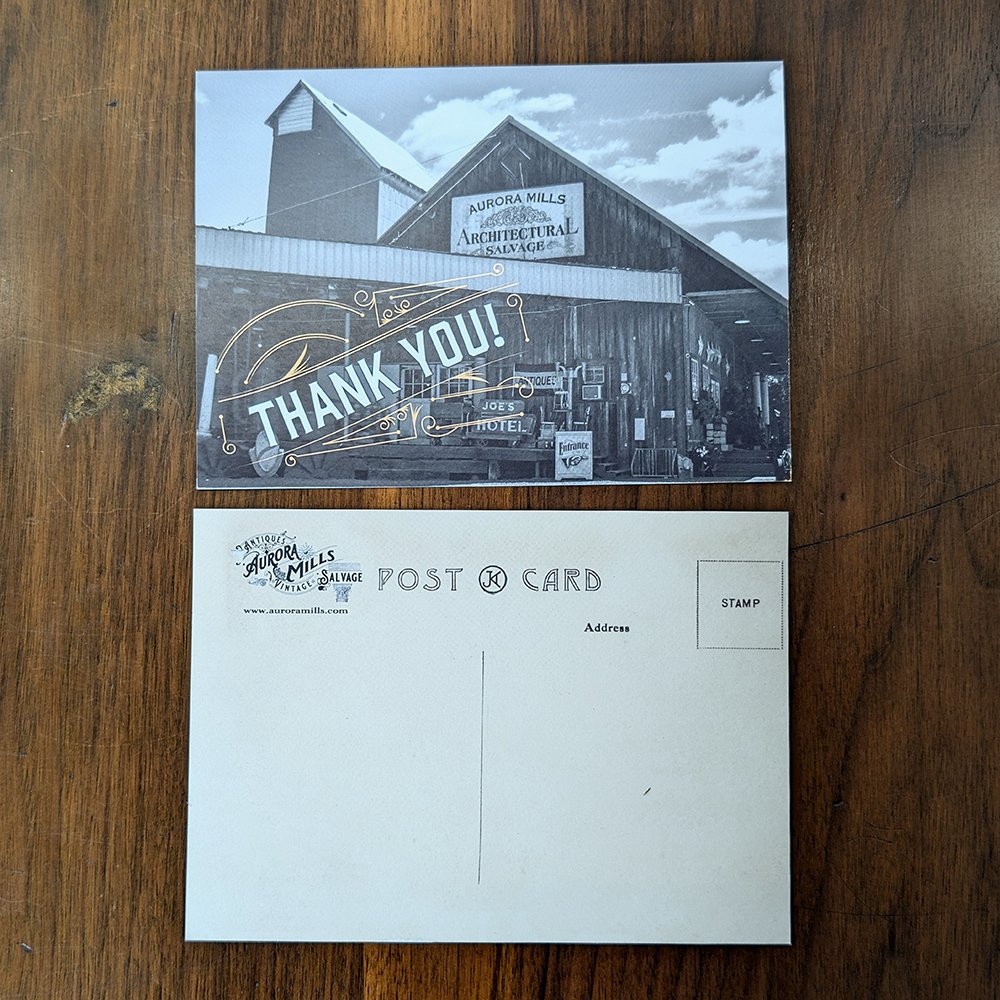 AURORA MILLS
ARCHITECTURAL
SALVAGE
THANK YOU!
ANTIQUES
JOE'S
HOTEL
Entrance
ANTIQUES
AURORA
MILLS
VINTAGE
SALVAGE
www.auroramills.com
POST CARD
STAMP
Address